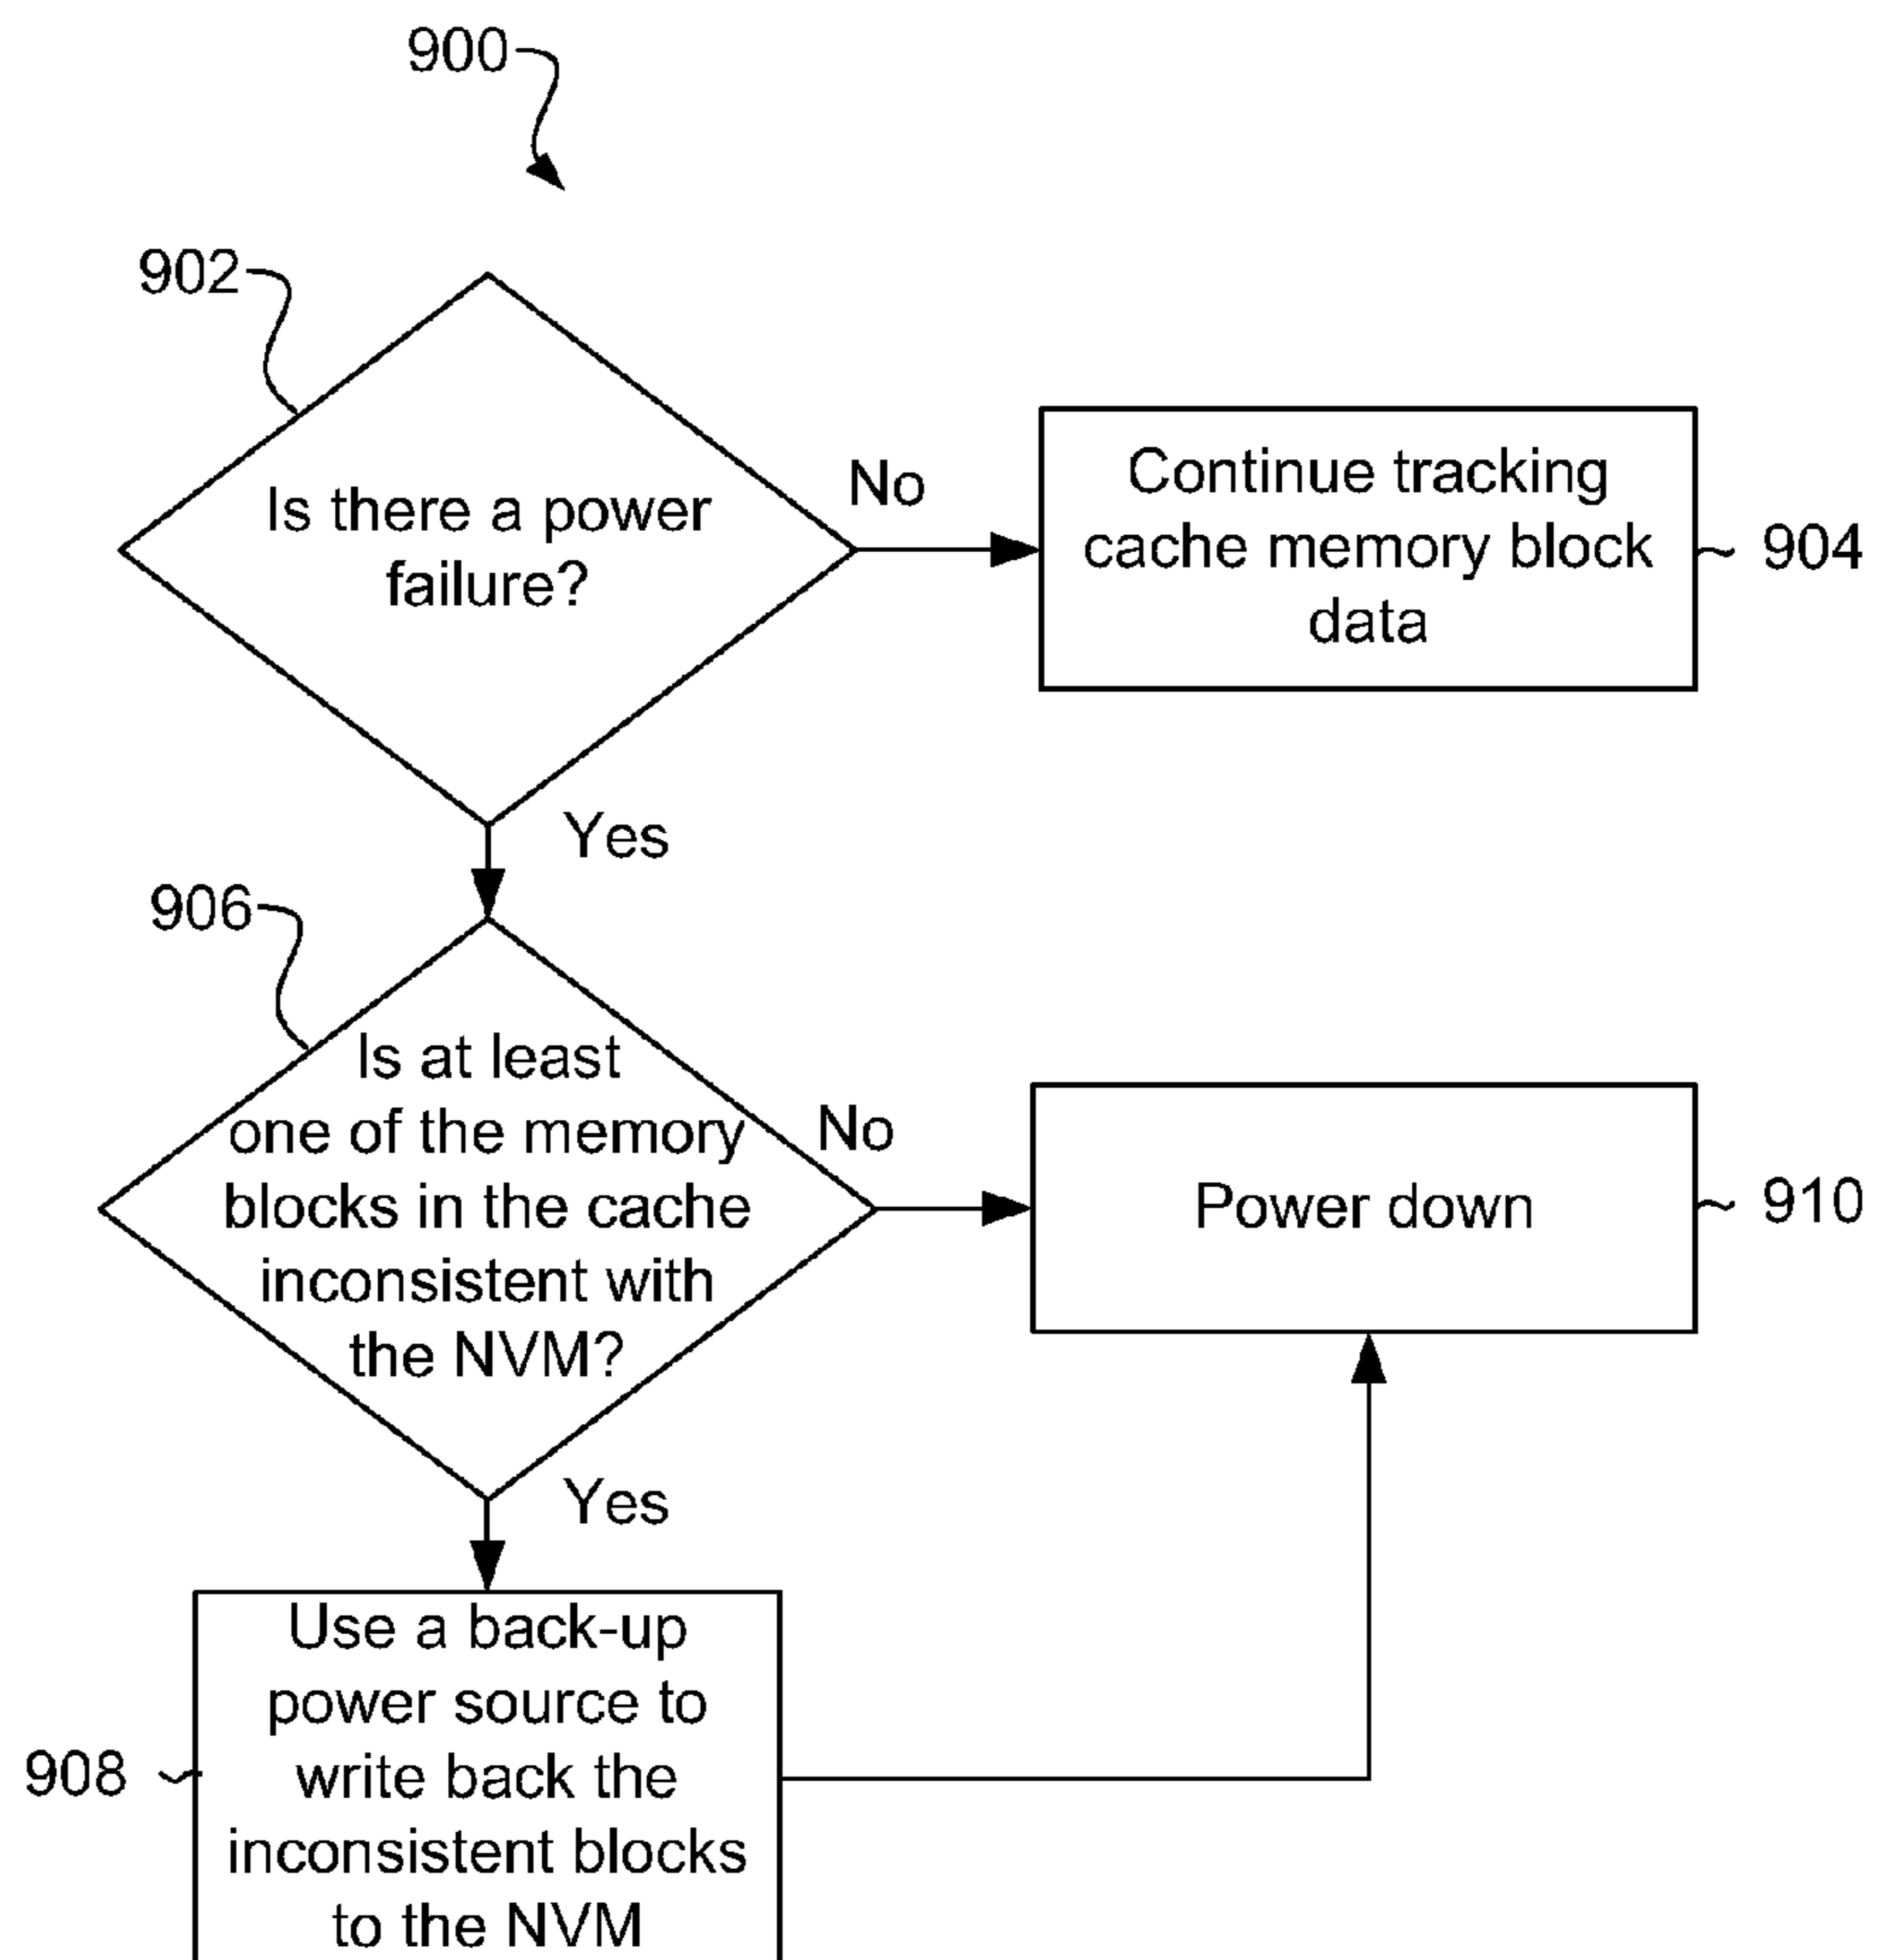 900
902
Is there a power
failure?
No
Continue tracking
cache memory block
data
904
Yes
906
Is at least
one of the memory
blocks in the cache
inconsistent with
the NVM?
No
Power down
910
Yes
Use a back-up
power source to
write back the
inconsistent blocks
to the NVM
908